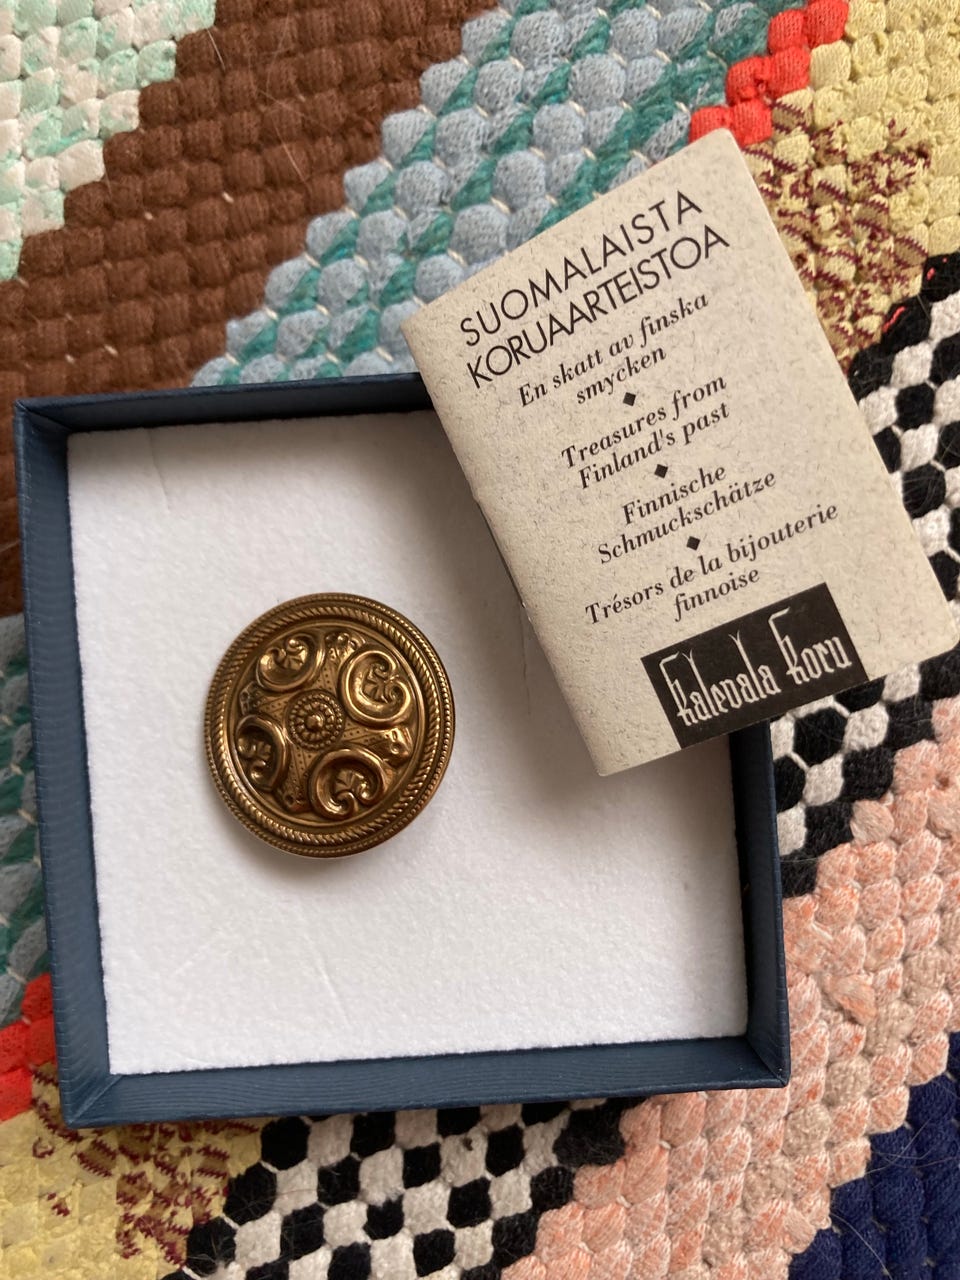 SUOMALAISTA
KORUAARTEISTOA
En skatt av finska
smycken
Treasures from
Finland's past
Finnische
Schmuckschätze
Trésors de la bijouterie
finnoise
Kalevala Koru